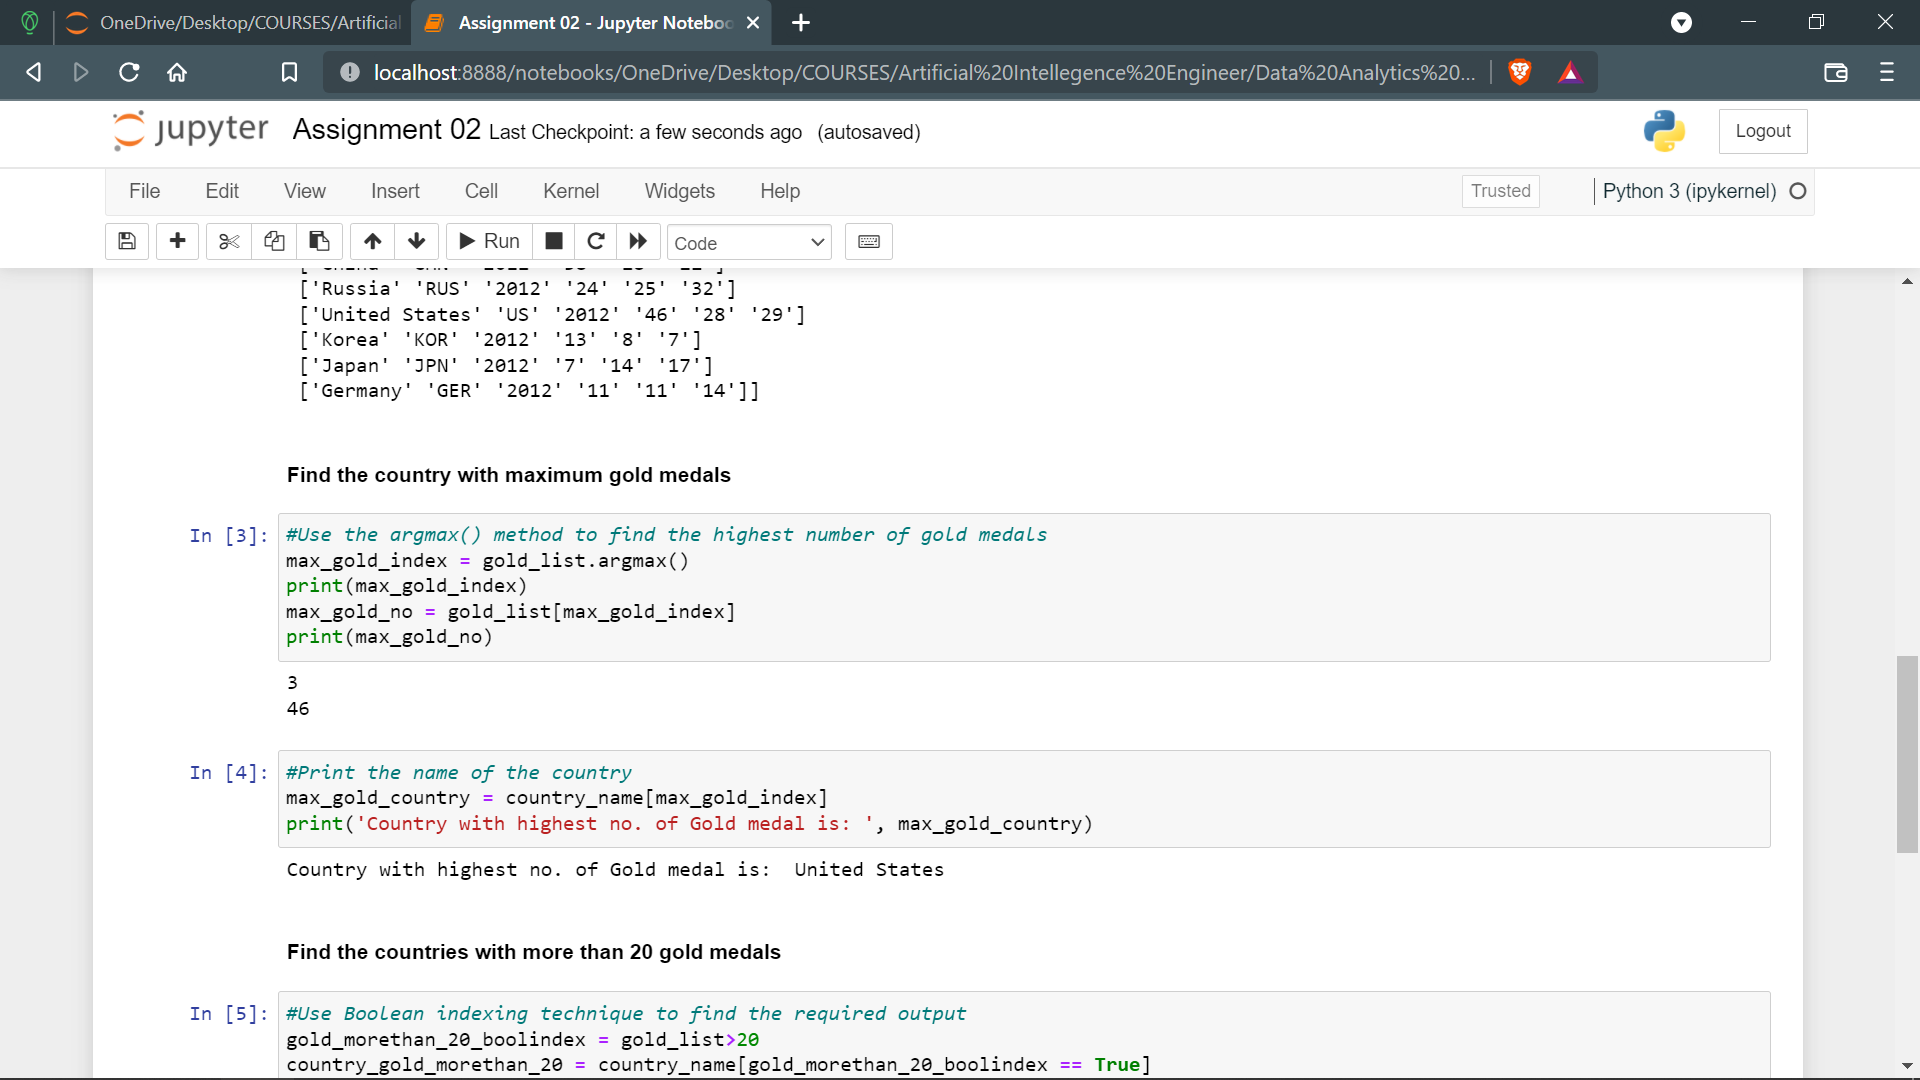 OneDrive/Desktop/COURSES/Artificial
Assignment 02 - Jupyter Noteboo
localhost:8888/notebooks/OneDrive/Desktop/COURSES/Artificial%20Intellegence%20Engineer/Data%20Analytics%20...
jupyter Assignment 02 Last Checkpoint: a few seconds ago (autosaved)
Logout
File Edit View Insert Cell Kernel Widgets Help
Trusted
Python 3 (ipykernel)
Run
Code
['Russia' 'RUS' '2012' '24' '25' '32']
['United States' 'US' '2012' '46' '28' '29']
['Korea' 'KOR' '2012' '13' '8' '7']
['Japan' 'JPN' '2012' '7' '14' '17']
['Germany' 'GER' '2012' '11' '11' '14']]
Find the country with maximum gold medals
In [3]: #Use the argmax() method to find the highest number of gold medals
max_gold_index = gold_list.argmax()
print(max_gold_index)
max_gold_no = gold_list[max_gold_index]
print(max_gold_no)
3
46
In [4]: #Print the name of the country
max_gold_country = country_name[max_gold_index]
print('Country with highest no. of Gold medal is: ', max_gold_country)
Country with highest no. of Gold medal is:  United States
Find the countries with more than 20 gold medals
In [5]: #Use Boolean indexing technique to find the required output
gold_morethan_20_boolindex = gold_list>20
country_gold_morethan_20 = country_name[gold_morethan_20_boolindex == True]